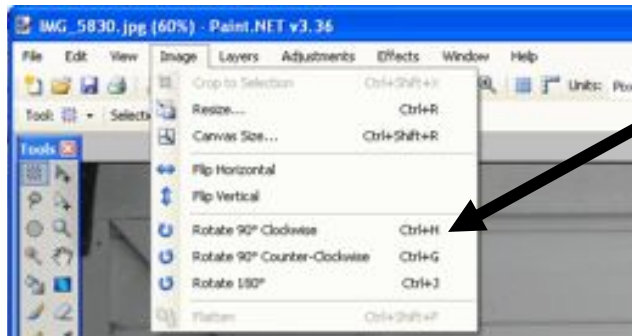 IMG_5830.jpg (60%) - Paint.NET v3.36
File Edit View Image Layers Adjustments Effects Window Help
Units:
Tool:
Tools
Crop to Selection Ctrl+Shift+X
Resize... Ctrl+R
Canvas Size... Ctrl+Shift+R
Flip Horizontal
Flip Vertical
Rotate 90° Clockwise Ctrl+H
Rotate 90° Counter-Clockwise Ctrl+G
Rotate 180° Ctrl+J
Flatten Ctrl+Shift+F